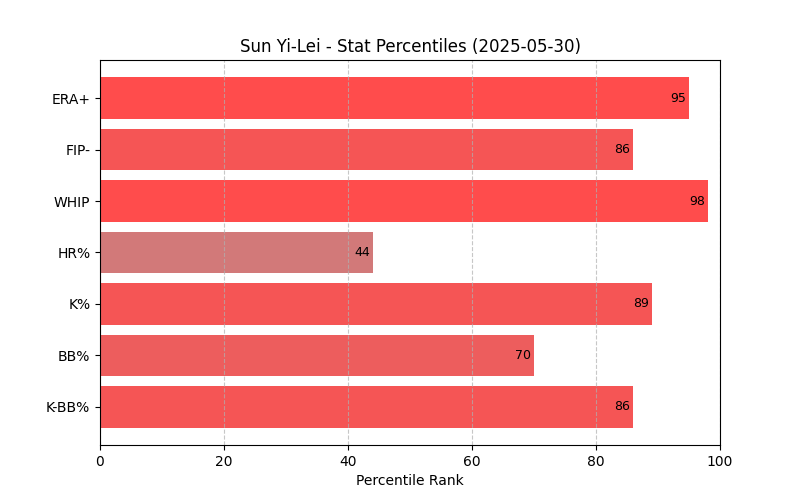 Sun Yi-Lei - Stat Percentiles (2025-05-30)
ERA+ 95
FIP- 86
WHIP 98
HR% 44
K% 89
BB% 70
K-BB% 86
0 20 40 60 80 100
Percentile Rank